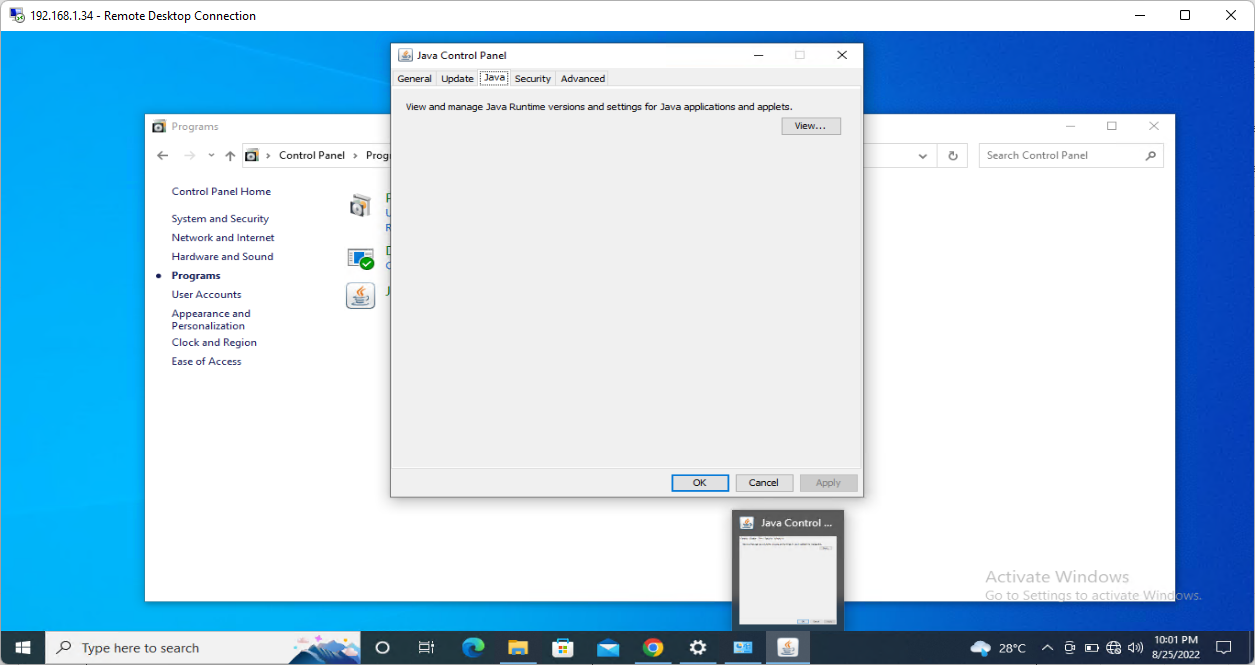 192.168.1.34 - Remote Desktop Connection
Java Control Panel
General Update Java Security Advanced
View and manage Java Runtime versions and settings for Java applications and applets.
View...
Programs
Control Panel
Search Control Panel
Control Panel Home
System and Security
Network and Internet
Hardware and Sound
Programs
User Accounts
Appearance and
Personalization
Clock and Region
Ease of Access
OK Cancel Apply
Java Control ...
Activate Windows
Go to Settings to activate Windows.
Type here to search
28°C
10:01 PM
8/25/2022